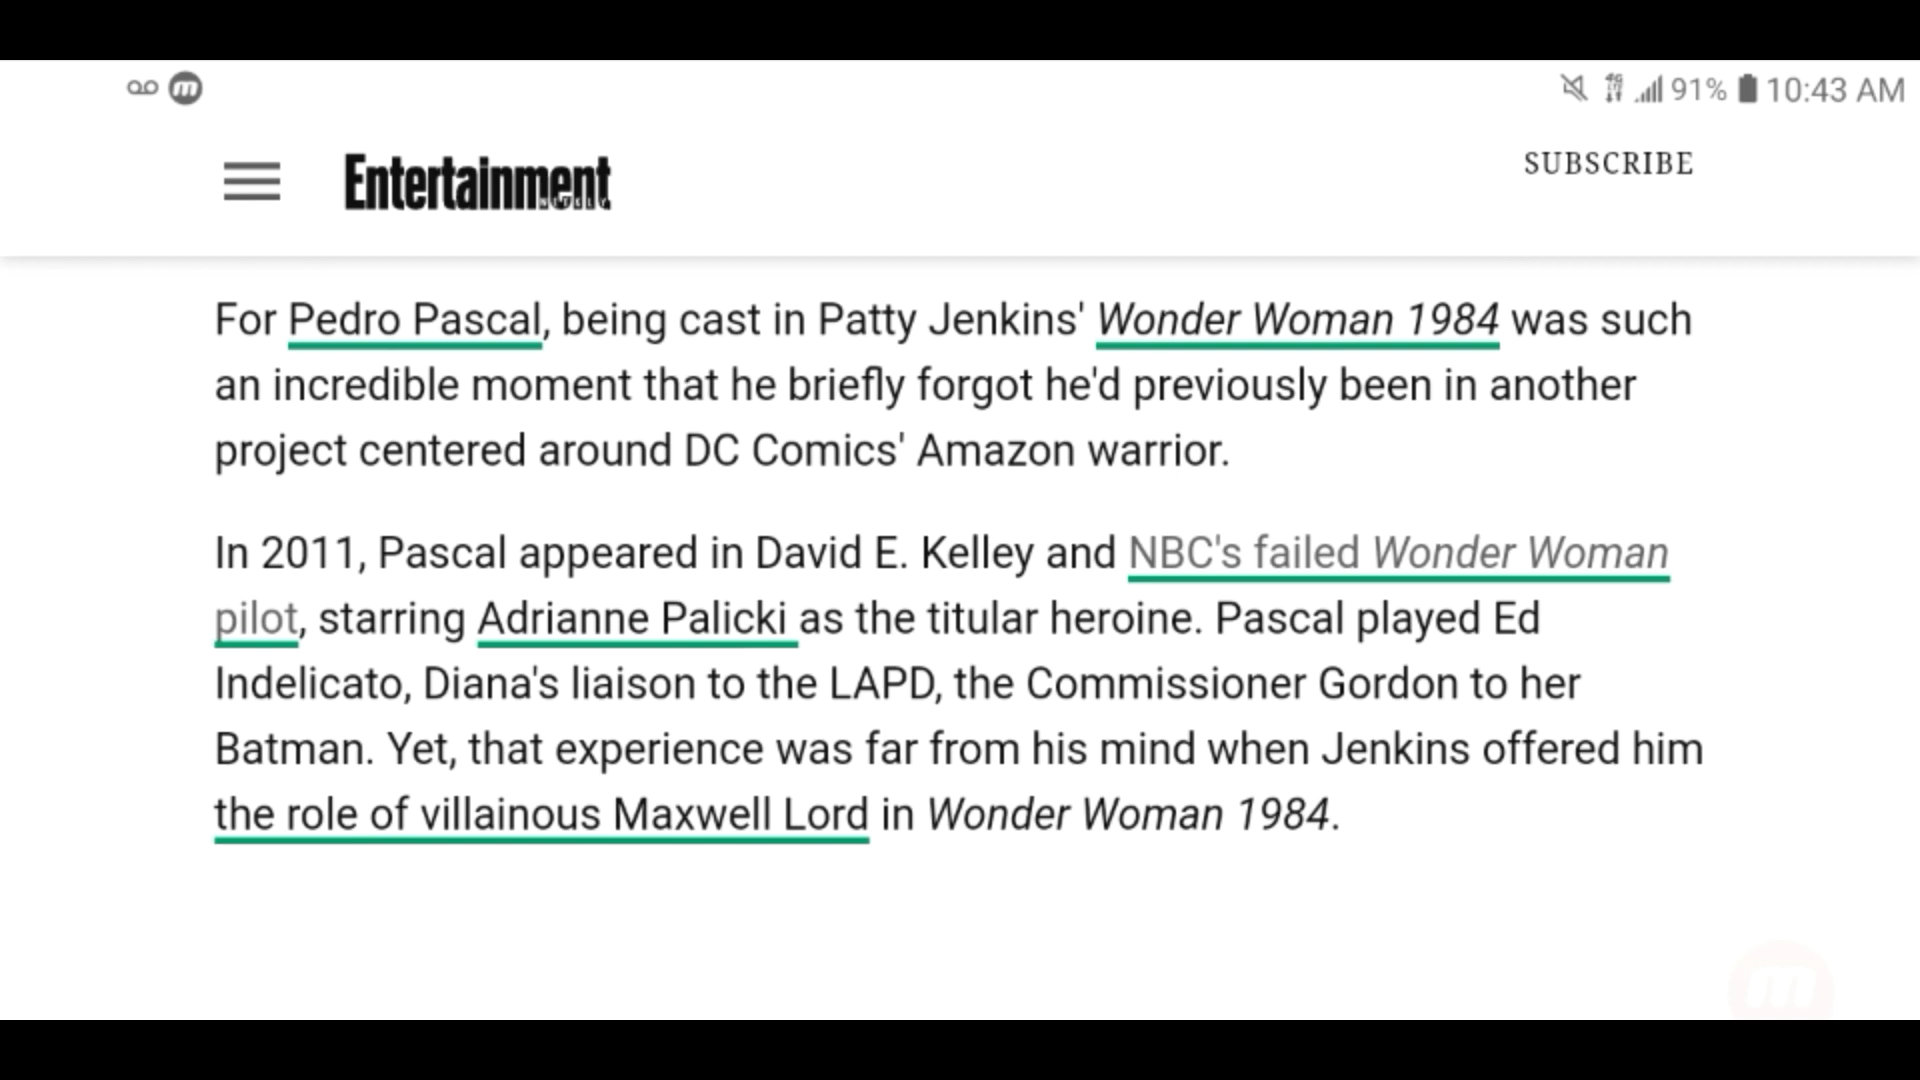 91% 10:43 AM
Entertainment
WEEKLY
SUBSCRIBE
For Pedro Pascal, being cast in Patty Jenkins' Wonder Woman 1984 was such
an incredible moment that he briefly forgot he'd previously been in another
project centered around DC Comics' Amazon warrior.
In 2011, Pascal appeared in David E. Kelley and NBC's failed Wonder Woman
pilot, starring Adrianne Palicki as the titular heroine. Pascal played Ed
Indelicato, Diana's liaison to the LAPD, the Commissioner Gordon to her
Batman. Yet, that experience was far from his mind when Jenkins offered him
the role of villainous Maxwell Lord in Wonder Woman 1984.